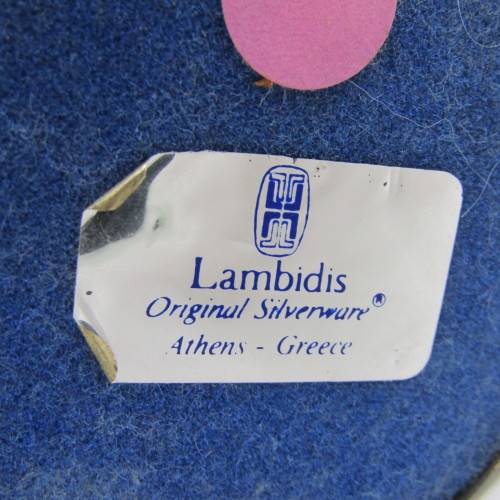 Lambidis
Original Silverware®
Athens - Greece